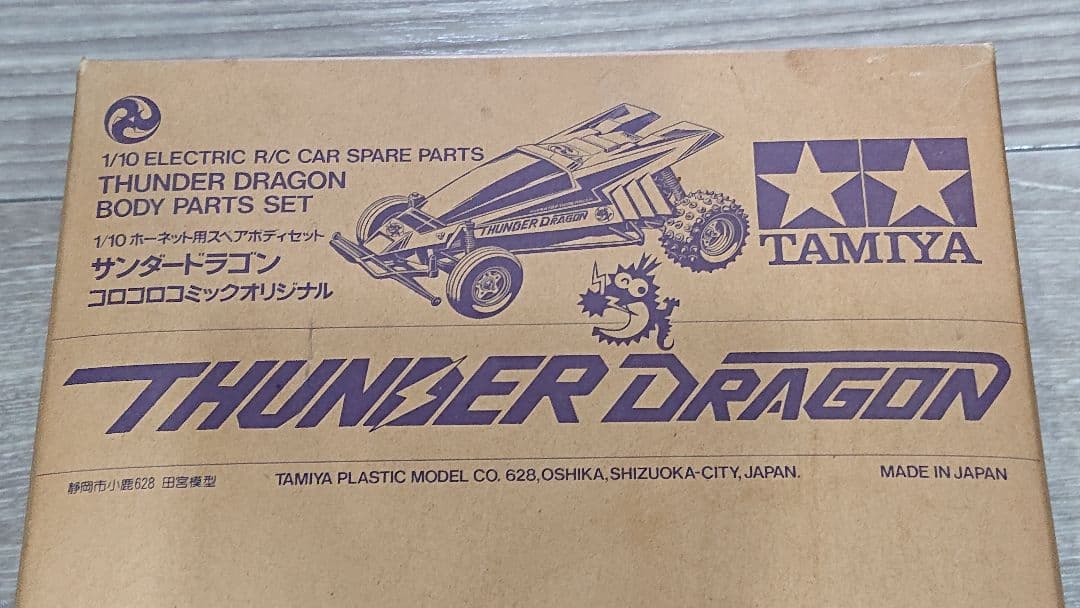 1/10 ELECTRIC R/C CAR SPARE PARTS
THUNDER DRAGON
BODY PARTS SET
1/10 ホーネット用スペアボディセット
サンダードラゴン
コロコロコミックオリジナル
THUNDER DRAGON
TAMIYA
THUNDER DRAGON
静岡市小鹿628 田宮模型
TAMIYA PLASTIC MODEL CO. 628, OSHIKA, SHIZUOKA-CITY, JAPAN.
MADE IN JAPAN